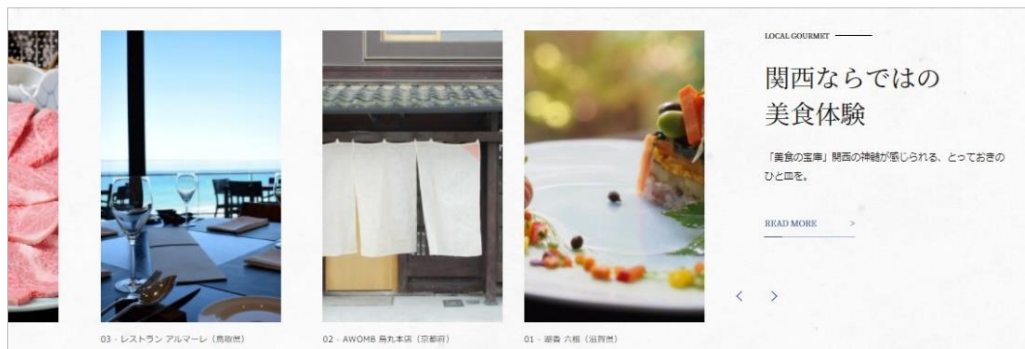 LOCAL GOURMET
関西ならではの
美食体験
「美食の宝庫」関西の神髄が感じられる、とっておきの
ひと皿を。
READ MORE >
< >
03 - レストラン アルマーレ（鳥取県）
02 - AWOMB 烏丸本店（京都府）
01 - 湖香 六根（滋賀県）